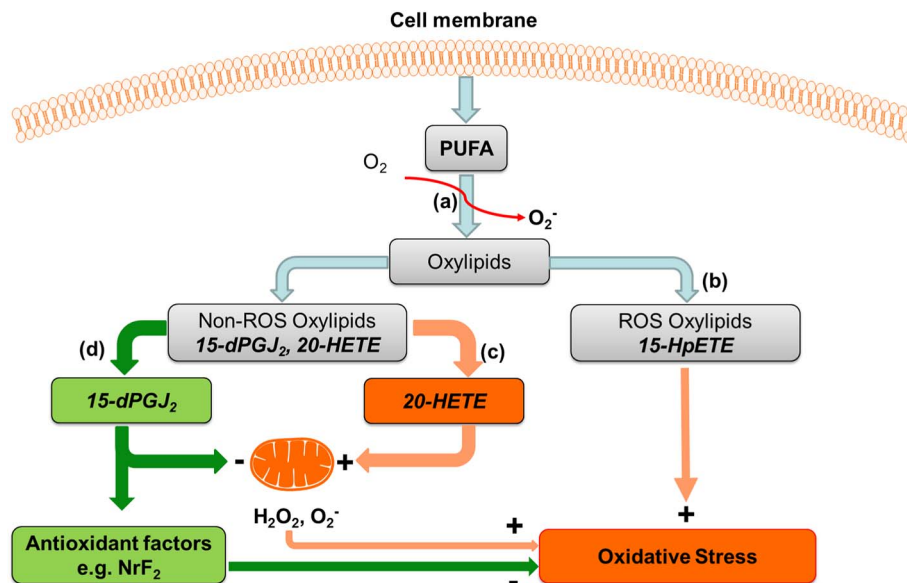 Cell membrane
PUFA
O₂
(a)
O₂⁻
Oxylipids
(b)
Non-ROS Oxylipids
15-dPGJ₂, 20-HETE
ROS Oxylipids
15-HpETE
(d)
(c)
15-dPGJ₂
20-HETE
- +
H₂O₂, O₂⁻
+
+
Antioxidant factors
e.g. NrF₂
Oxidative Stress
-